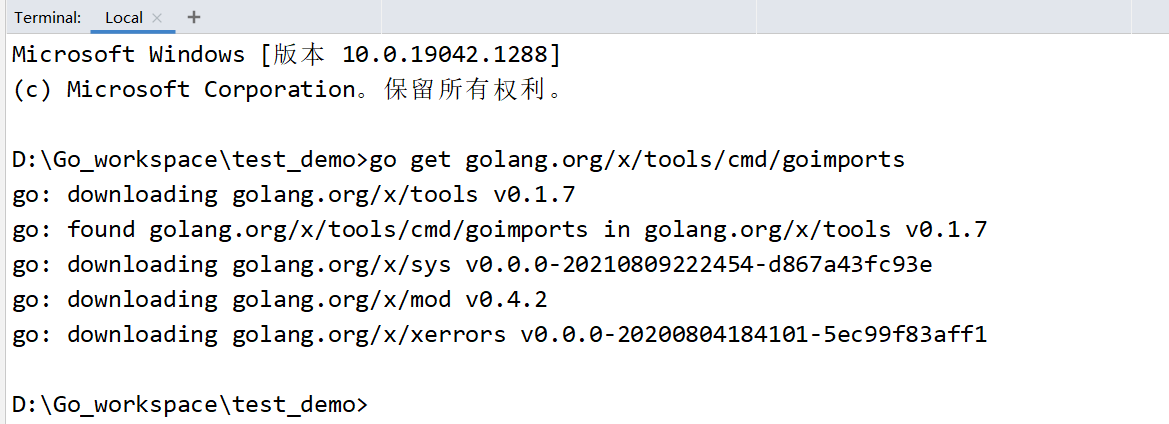 Terminal: Local × +
Microsoft Windows [版本 10.0.19042.1288]
(c) Microsoft Corporation。保留所有权利。
D:\Go_workspace\test_demo>go get golang.org/x/tools/cmd/goimports
go: downloading golang.org/x/tools v0.1.7
go: found golang.org/x/tools/cmd/goimports in golang.org/x/tools v0.1.7
go: downloading golang.org/x/sys v0.0.0-20210809222454-d867a43fc93e
go: downloading golang.org/x/mod v0.4.2
go: downloading golang.org/x/xerrors v0.0.0-20200804184101-5ec99f83aff1
D:\Go_workspace\test_demo>